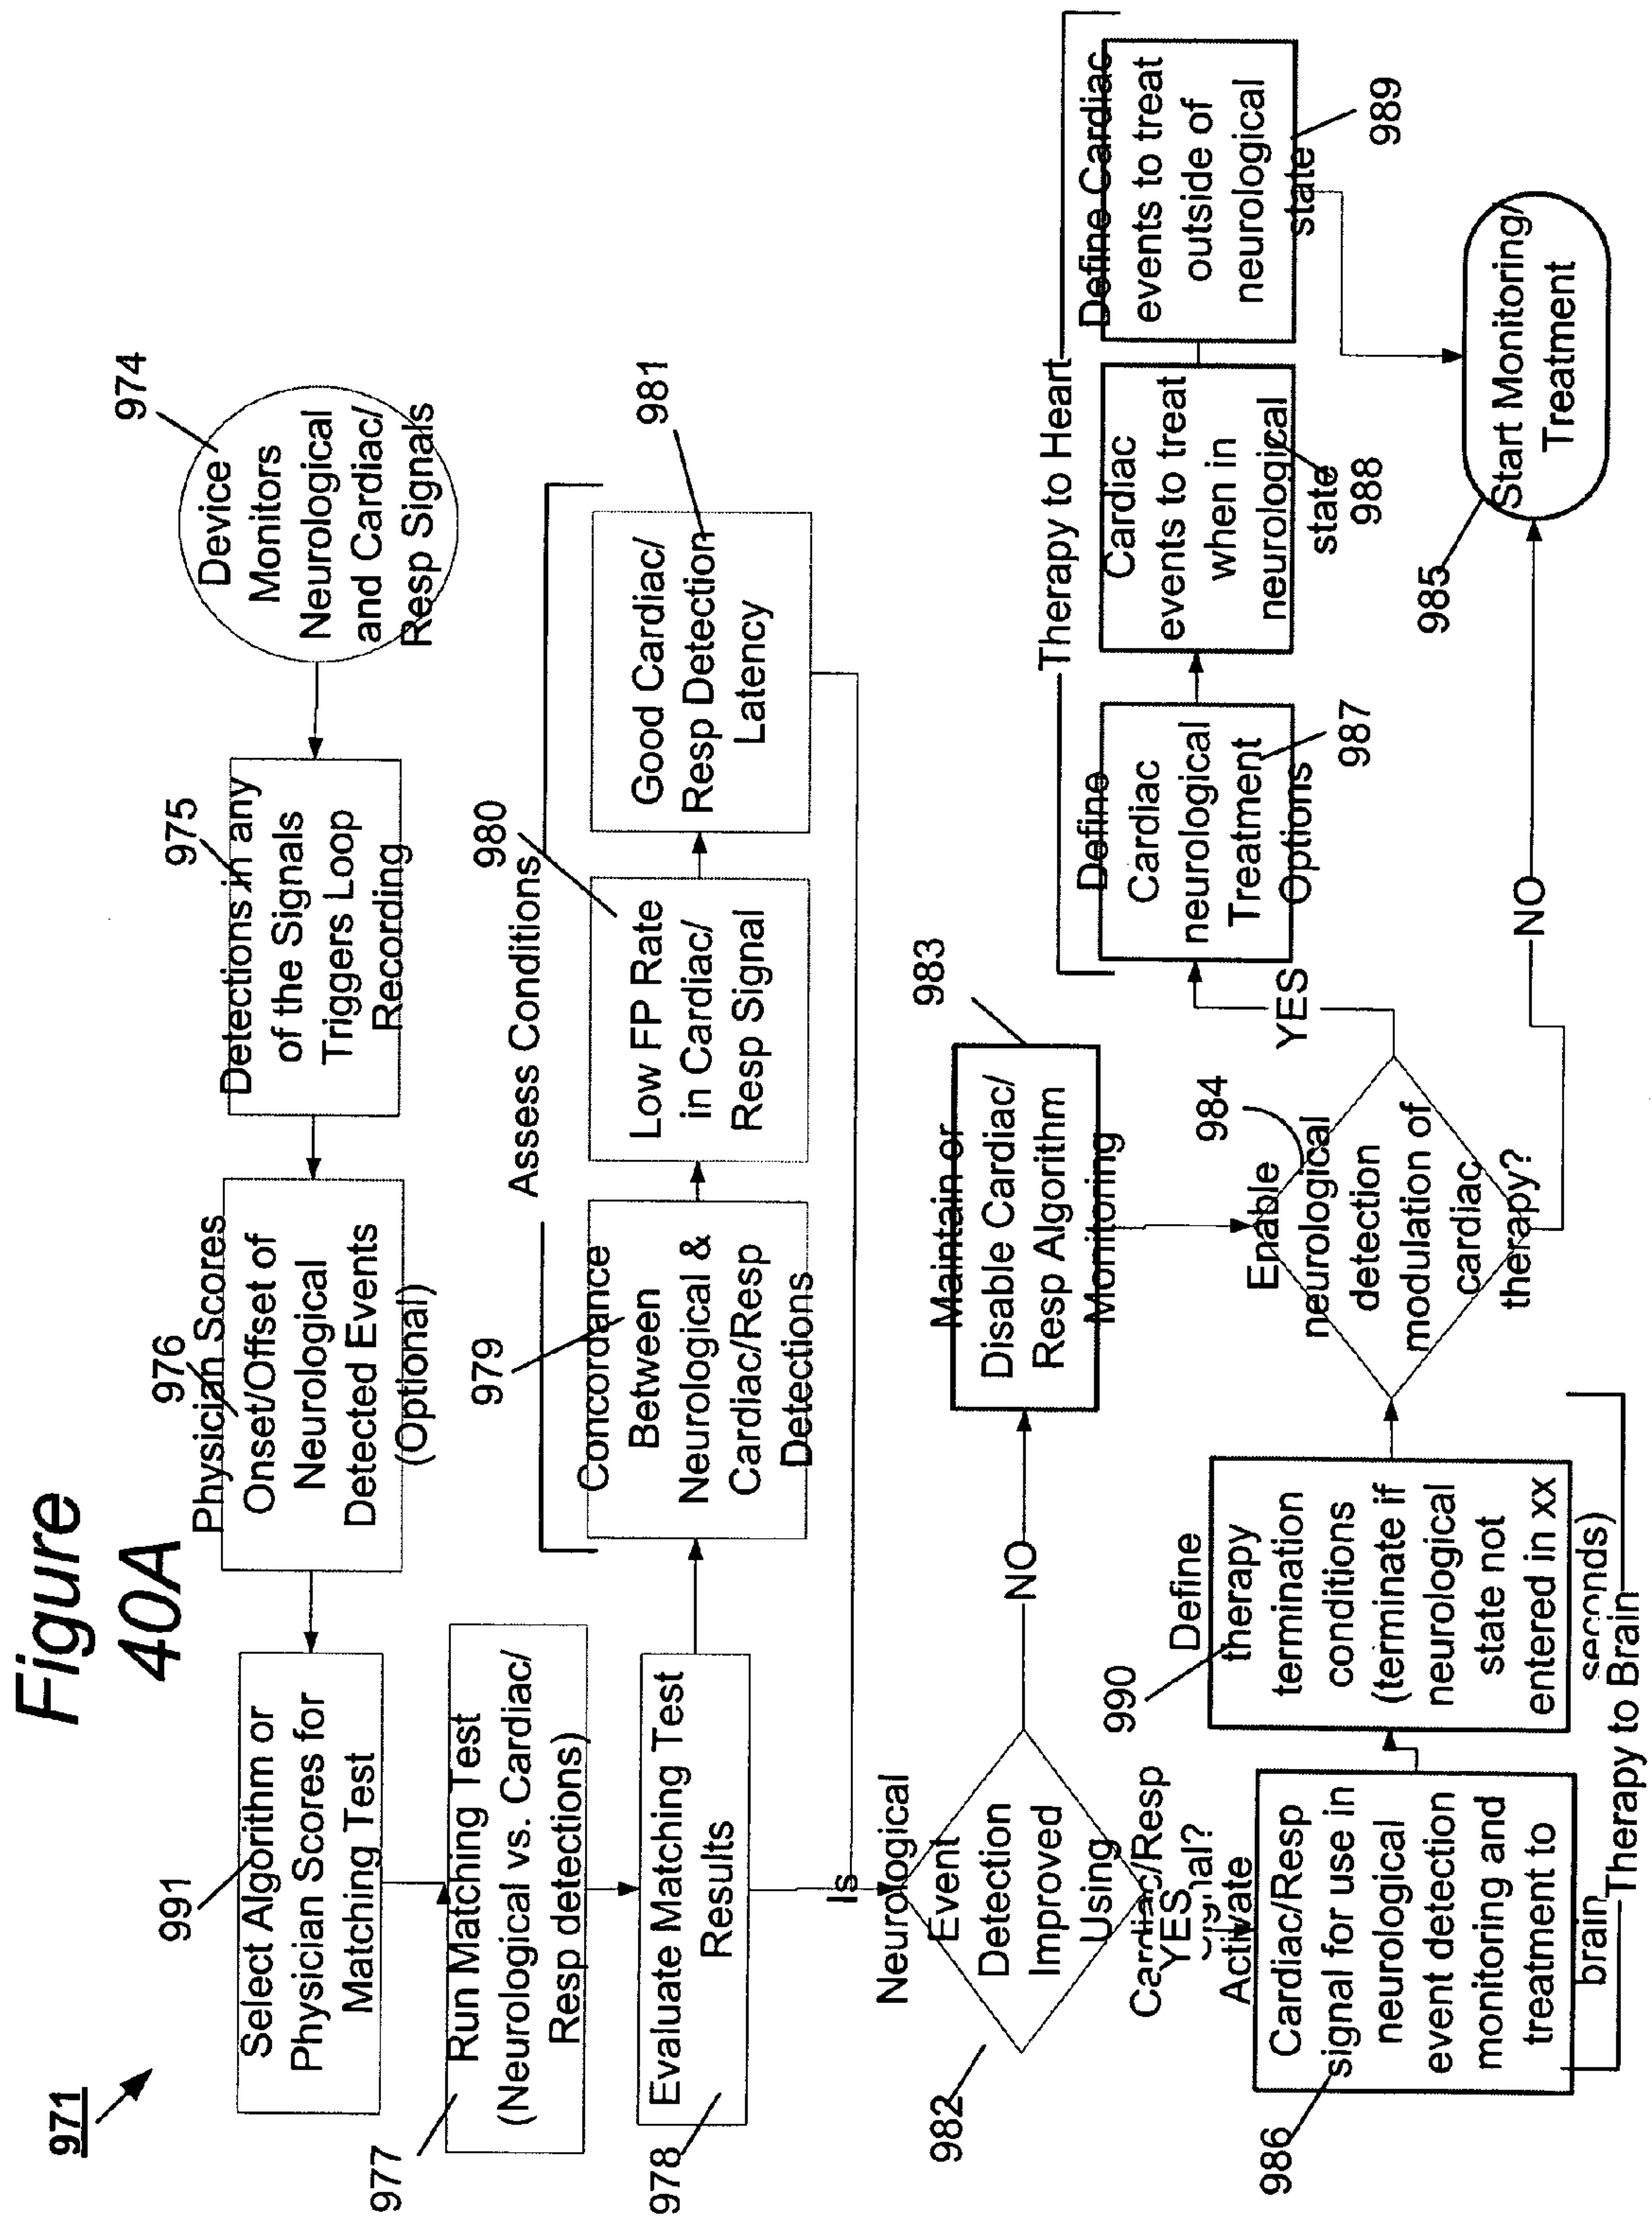 Figure
40A
971
974
Device
Monitors
Neurological
and Cardiac/
Resp Signals
975
Detections in any
of the Signals
Triggers Loop
Recording
976
Physician Scores
Onset/Offset of
Neurological
Detected Events
(Optional)
991
Select Algorithm or
Physician Scores for
Matching Test
977
Run Matching Test
(Neurological vs. Cardiac/
Resp detections)
978
Evaluate Matching Test
Results
Assess Conditions
979
Concordance
Between
Neurological &
Cardiac/Resp
Detections
980
Low FP Rate
in Cardiac/
Resp Signal
981
Good Cardiac/
Resp Detection
Latency
982
Is
Neurological
Event
Detection
Improved
Using
Cardiac/Resp
YES
NO
983
Maintain or
Disable Cardiac/
Resp Algorithm
Monitoring
986
Activate
Cardiac/Resp
signal for use in
neurological
event detection
monitoring and
treatment to
brain
990
Define
therapy
termination
conditions
(terminate if
neurological
state not
entered in xx
seconds)
Therapy to Brain
984
Enable
neurological
detection
modulation of
cardiac
therapy?
YES
NO
Therapy to Heart
987
Define
Cardiac
neurological
Treatment
Options
988
Cardiac
events to treat
when in
neurological
state
989
Define Cardiac
events to treat
outside of
neurological
state
985
Start Monitoring/
Treatment